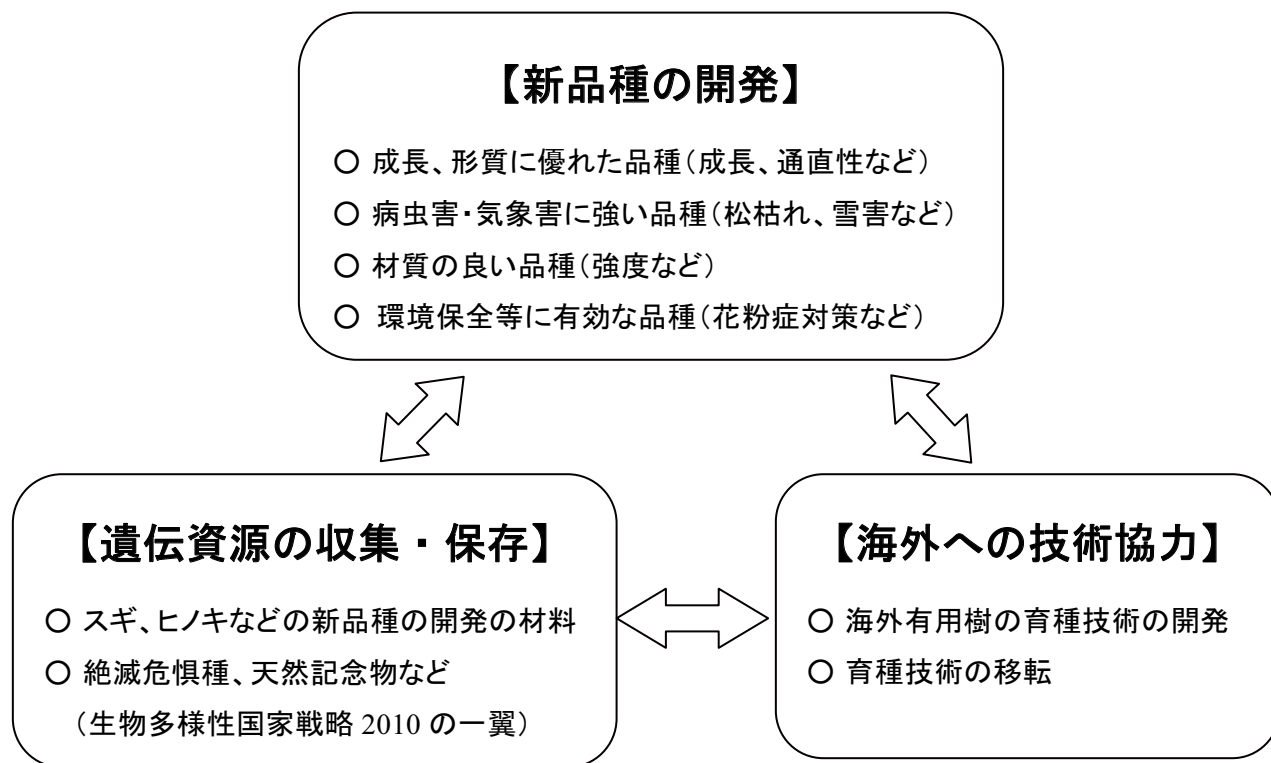 【新品種の開発】
○ 成長、形質に優れた品種（成長、通直性など）
○ 病虫害・気象害に強い品種（松枯れ、雪害など）
○ 材質の良い品種（強度など）
○ 環境保全等に有効な品種（花粉症対策など）
【遺伝資源の収集・保存】
○ スギ、ヒノキなどの新品種の開発の材料
○ 絶滅危惧種、天然記念物など
（生物多様性国家戦略 2010 の一翼）
【海外への技術協力】
○ 海外有用樹の育種技術の開発
○ 育種技術の移転